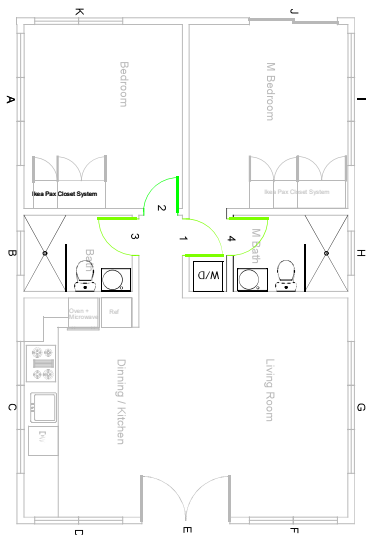 K
J
A
Bedroom
M Bedroom
I
Ikea Pax Closet System
Ikea Pax Closet System
2
B
Bath
3
1
4
M Bath
H
W/D
Oven +
Microwave
Ref
C
Dinning / Kitchen
Living Room
G
D
E
F